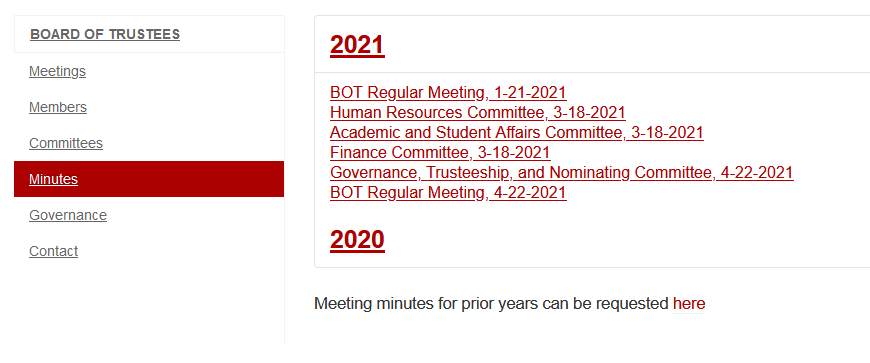 BOARD OF TRUSTEES
Meetings
Members
Committees
Minutes
Governance
Contact
2021
BOT Regular Meeting, 1-21-2021
Human Resources Committee, 3-18-2021
Academic and Student Affairs Committee, 3-18-2021
Finance Committee, 3-18-2021
Governance, Trusteeship, and Nominating Committee, 4-22-2021
BOT Regular Meeting, 4-22-2021
2020
Meeting minutes for prior years can be requested here